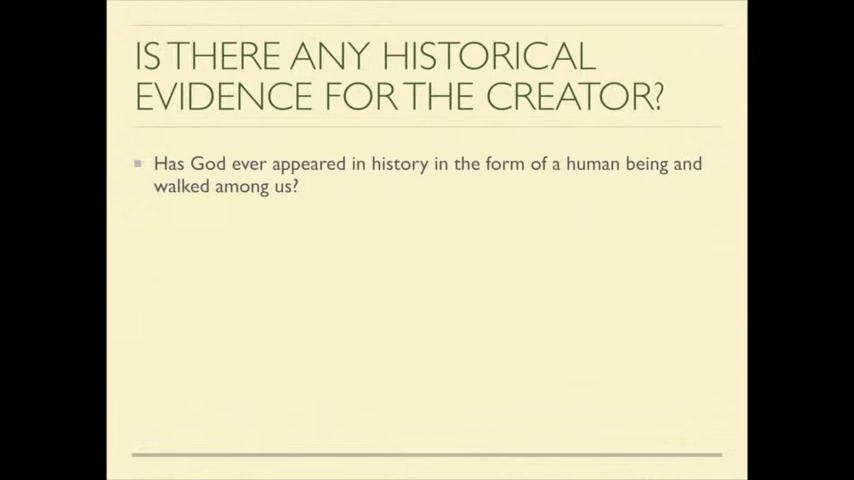 IS THERE ANY HISTORICAL
EVIDENCE FOR THE CREATOR?
Has God ever appeared in history in the form of a human being and
walked among us?